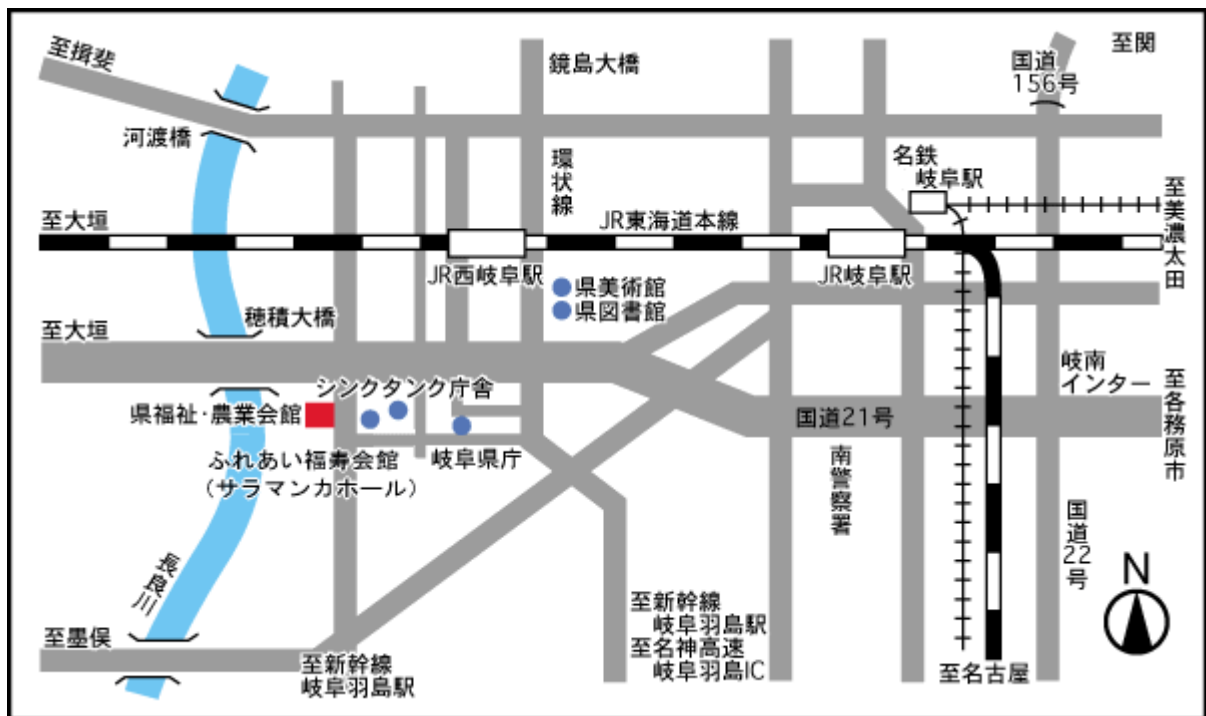 至揖斐
鏡島大橋
国道
156号
至関
河渡橋
環状線
名鉄
岐阜駅
至美濃太田
至大垣
JR東海道本線
JR西岐阜駅
JR岐阜駅
県美術館
県図書館
穂積大橋
至大垣
岐南
インター
シンクタンク庁舎
県福祉・農業会館
国道21号
至各務原市
ふれあい福寿会館
(サラマンカホール)
岐阜県庁
南警察署
国道22号
長良川
N
至墨俣
至新幹線
岐阜羽島駅
至新幹線
岐阜羽島駅
至名神高速
岐阜羽島IC
至名古屋